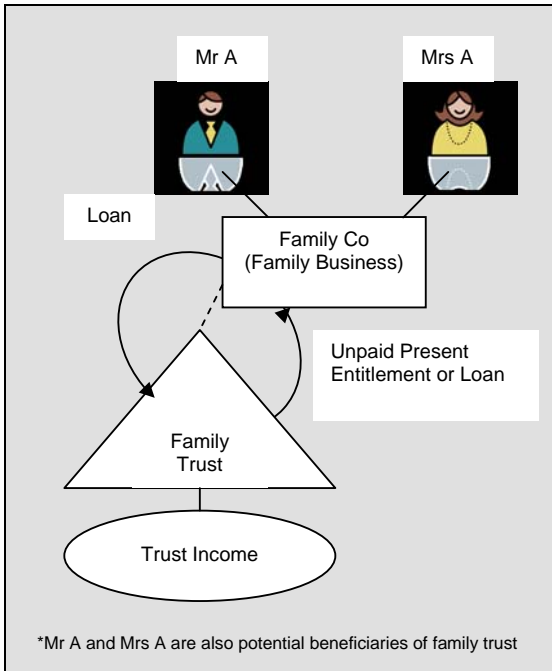 Mr A
Mrs A
Loan
Family Co
(Family Business)
Unpaid Present
Entitlement or Loan
Family
Trust
Trust Income
*Mr A and Mrs A are also potential beneficiaries of family trust